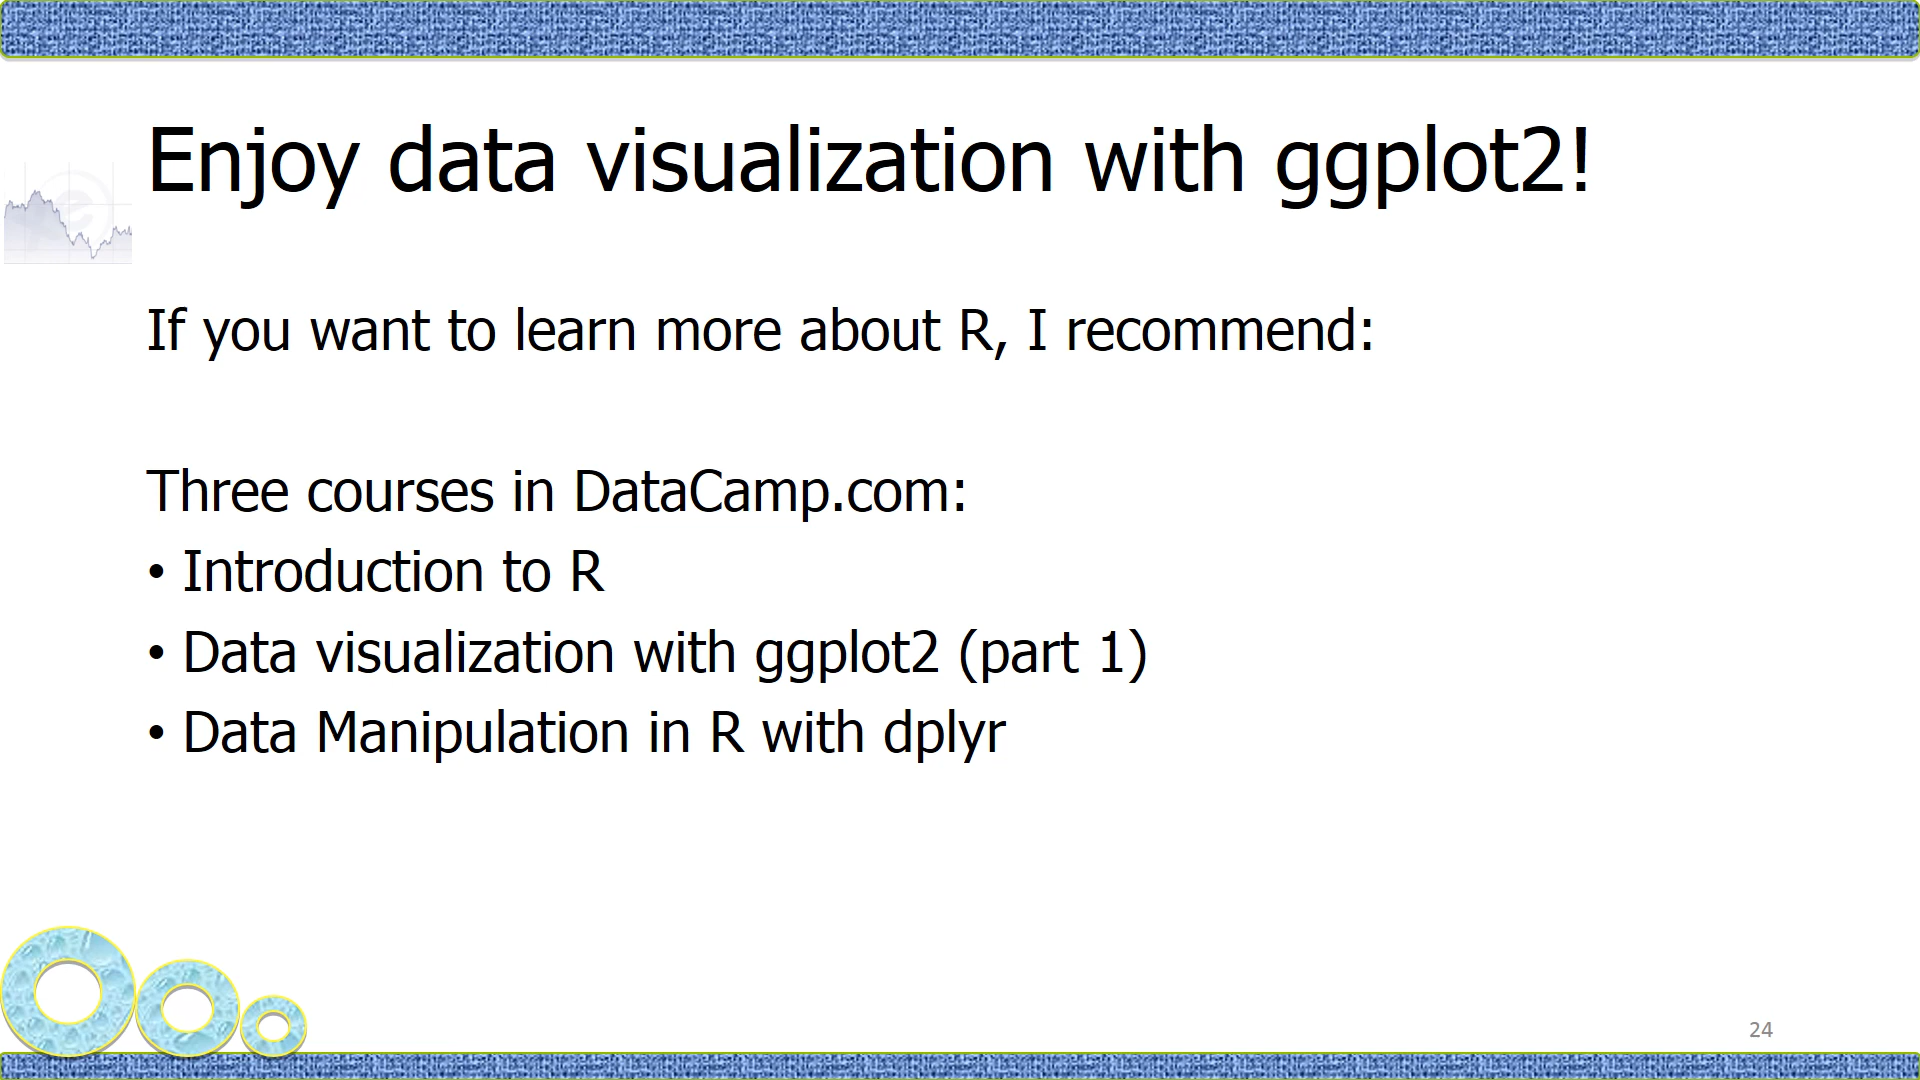 Enjoy data visualization with ggplot2!
If you want to learn more about R, I recommend:
Three courses in DataCamp.com:
• Introduction to R
• Data visualization with ggplot2 (part 1)
• Data Manipulation in R with dplyr
24